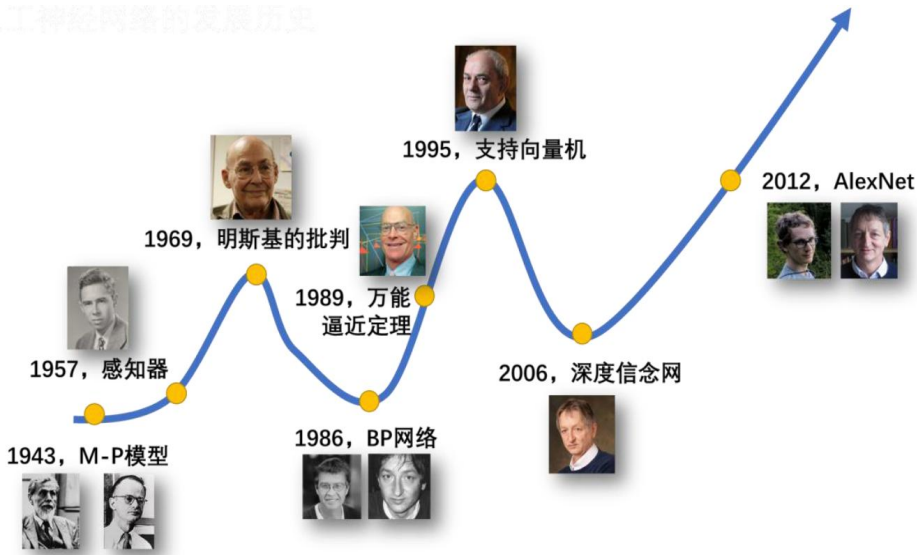 工神经网络的发展历史
1995，支持向量机
2012，AlexNet
1969，明斯基的批判
1989，万能
逼近定理
1957，感知器
2006，深度信念网
1986，BP网络
1943，M-P模型